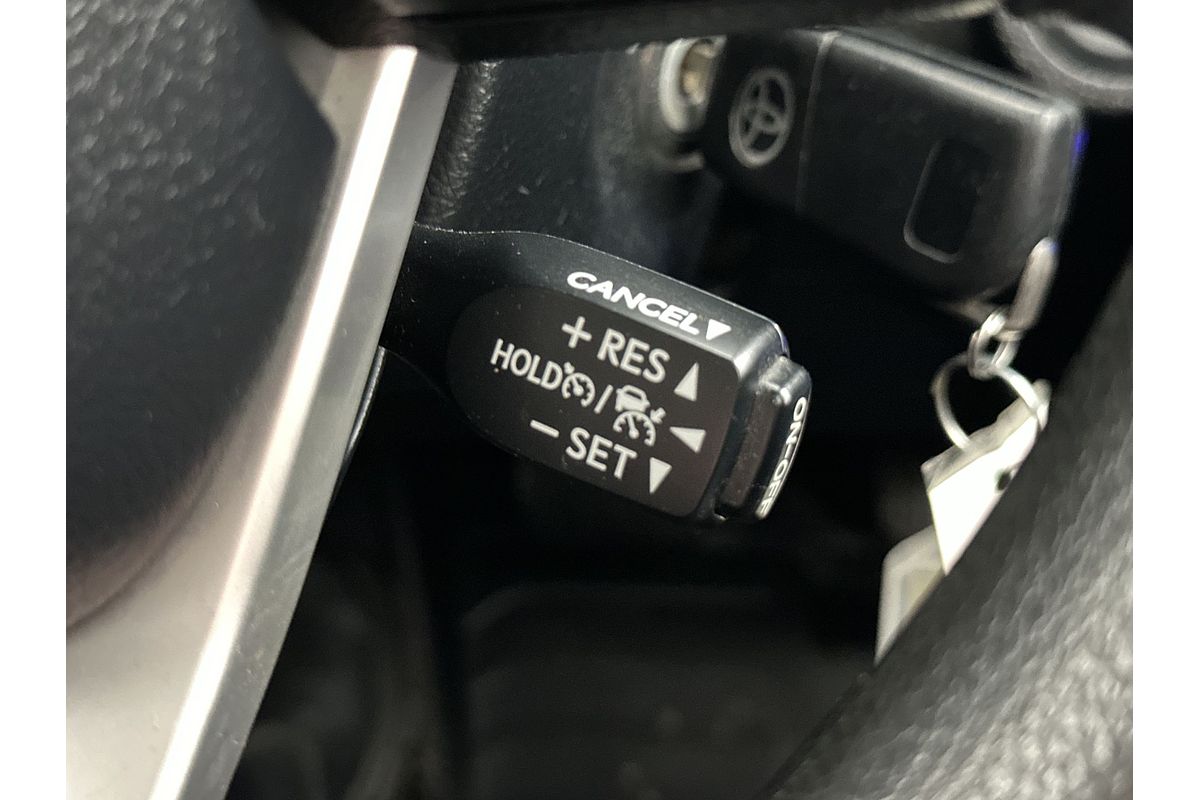 CANCEL▼
+ RES ▲
HOLD / ◀
− SET ▼
ON-OFF